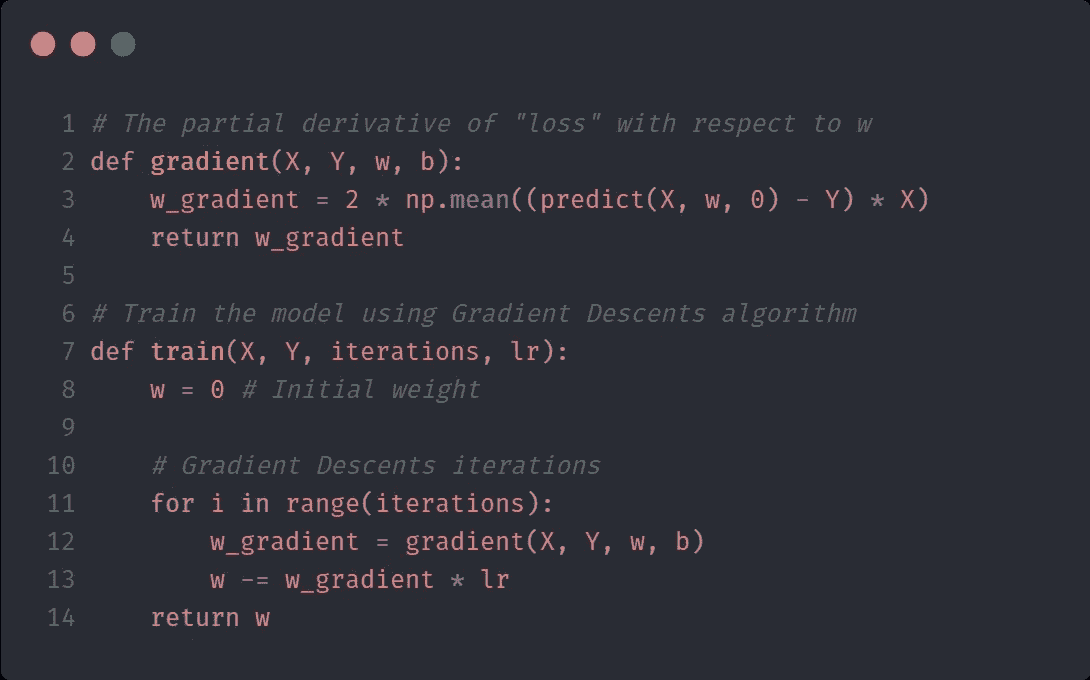 1 # The partial derivative of "loss" with respect to w
2 def gradient(X, Y, w, b):
3     w_gradient = 2 * np.mean((predict(X, w, 0) - Y) * X)
4     return w_gradient
5
6 # Train the model using Gradient Descents algorithm
7 def train(X, Y, iterations, lr):
8     w = 0 # Initial weight
9
10     # Gradient Descents iterations
11     for i in range(iterations):
12         w_gradient = gradient(X, Y, w, b)
13         w -= w_gradient * lr
14     return w